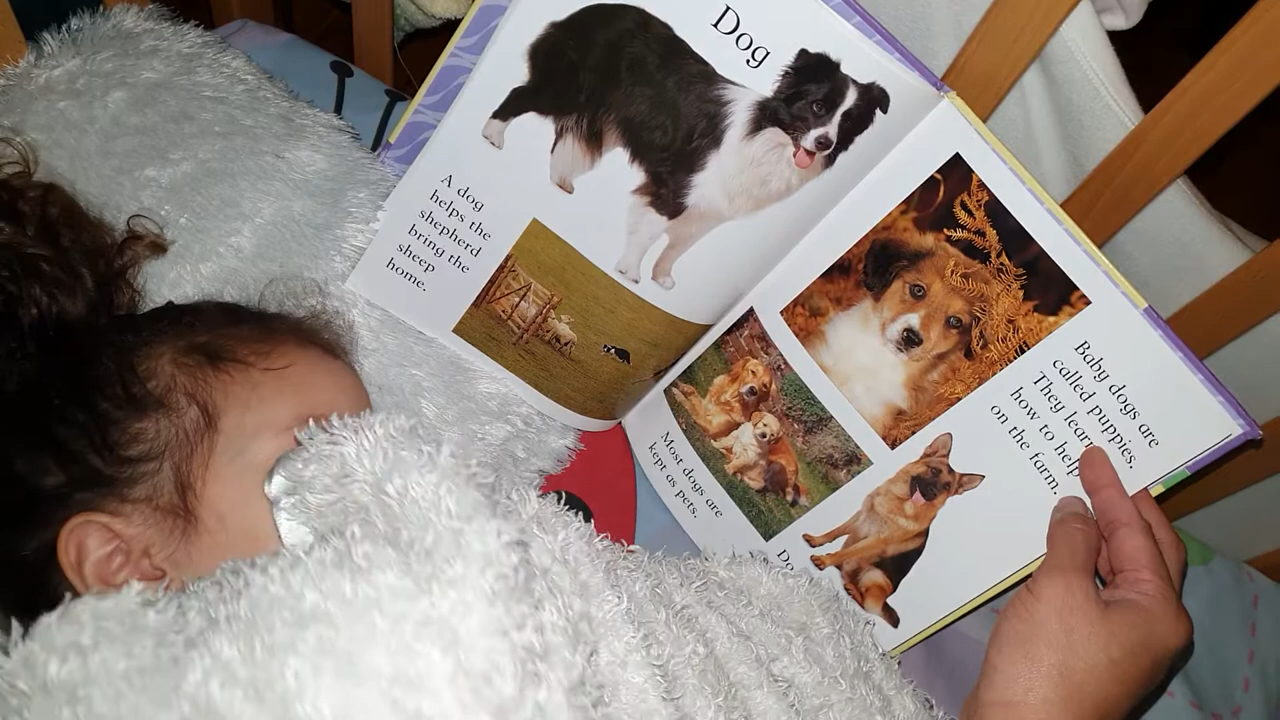 Dog
A dog
helps the
shepherd
bring the
sheep
home.
Baby dogs are
called puppies.
They learn
how to help
on the farm.
Most dogs are
kept as pets.